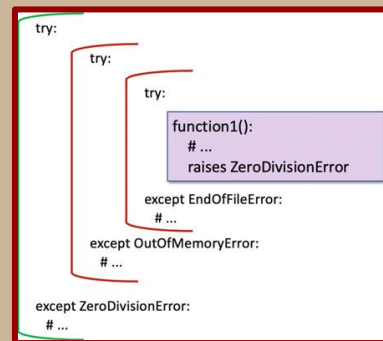 try:
try:
try:
function1():
# ...
raises ZeroDivisionError
except EndOfFileError:
# ...
except OutOfMemoryError:
# ...
except ZeroDivisionError:
# ...